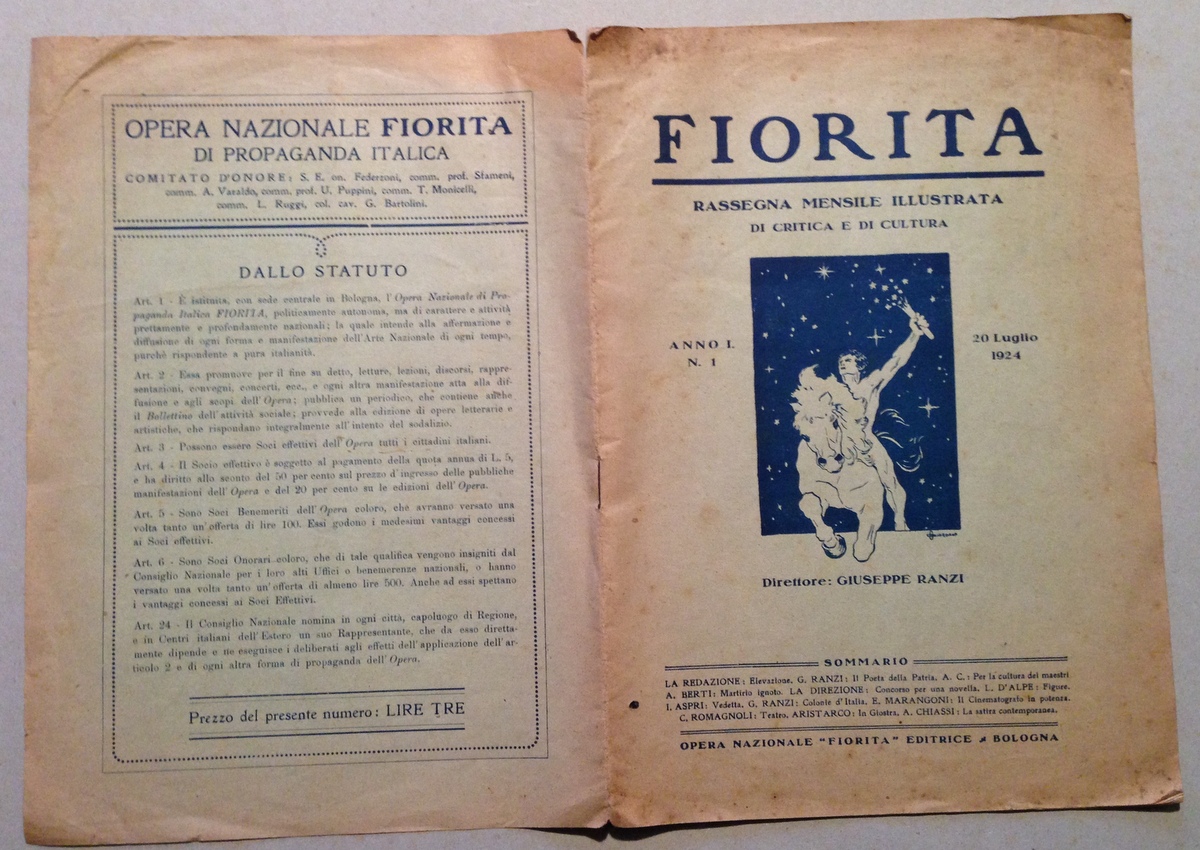 OPERA NAZIONALE FIORITA
DI PROPAGANDA ITALICA
COMITATO D'ONORE: S. E. on. Federzoni, comm. prof. Sfameni,
comm. A. Varaldo, comm. prof. U. Puppini, comm. T. Monicelli,
comm. L. Ruggi, col. cav. G. Bartolini.
DALLO STATUTO
Art. 1 - È istituita, con sede centrale in Bologna, l'Opera Nazionale di Pro-
paganda Italica FIORITA, politicamente autonoma, ma di carattere e attività
prettamente e profondamente nazionali; la quale intende alla affermazione e
diffusione di ogni forma e manifestazione dell'Arte Nazionale di ogni tempo,
purchè rispondente a pura italianità.
Art. 2 - Essa promuove per il fine su detto, letture, lezioni, discorsi, rappre-
sentazioni, convegni, concerti, ecc., e ogni altra manifestazione atta alla dif-
fusione e agli scopi dell'Opera; pubblica un periodico, che contiene anche
il Bollettino dell'attività sociale; provvede alla edizione di opere letterarie e
artistiche, che rispondano integralmente all'intento del sodalizio.
Art. 3 - Possono essere Soci effettivi dell'Opera tutti i cittadini italiani.
Art. 4 - Il Socio effettivo è soggetto al pagamento della quota annua di L. 5,
e ha diritto allo sconto del 50 per cento sul prezzo d'ingresso delle pubbliche
manifestazioni dell'Opera e del 20 per cento su le edizioni dell'Opera.
Art. 5 - Sono Soci Benemeriti dell'Opera coloro, che avranno versato una
volta tanto un'offerta di lire 100. Essi godono i medesimi vantaggi concessi
ai Soci effettivi.
Art. 6 - Sono Soci Onorari coloro, che di tale qualifica vengono insigniti dal
Consiglio Nazionale per i loro alti Uffici o benemerenze nazionali, o hanno
versato una volta tanto un'offerta di almeno lire 500. Anche ad essi spettano
i vantaggi concessi ai Soci Effettivi.
Art. 24 - Il Consiglio Nazionale nomina in ogni città, capoluogo di Regione,
e in Centri italiani dell'Estero un suo Rappresentante, che da esso diretta-
mente dipende e ne eseguisce i deliberati agli effetti dell'applicazione dell'ar-
ticolo 2 e di ogni altra forma di propaganda dell'Opera.
Prezzo del presente numero: LIRE TRE
FIORITA
RASSEGNA MENSILE ILLUSTRATA
DI CRITICA E DI CULTURA
ANNO I.
N. 1
20 Luglio
1924
Direttore: GIUSEPPE RANZI
SOMMARIO
LA REDAZIONE: Elevazione. G. RANZI: Il Poeta della Patria. A. C.: Per la cultura dei maestri
A. BERTI: Martirio ignoto. LA DIREZIONE: Concorso per una novella. L. D'ALPE: Figure.
I. ASPRI: Vedetta. G. RANZI: Colonie d'Italia. E. MARANGONI: Il Cinematografo in potenza.
C. ROMAGNOLI: Teatro. ARISTARCO: In Giostra. A. CHIASSI: La satira contemporanea.
OPERA NAZIONALE "FIORITA" EDITRICE - BOLOGNA